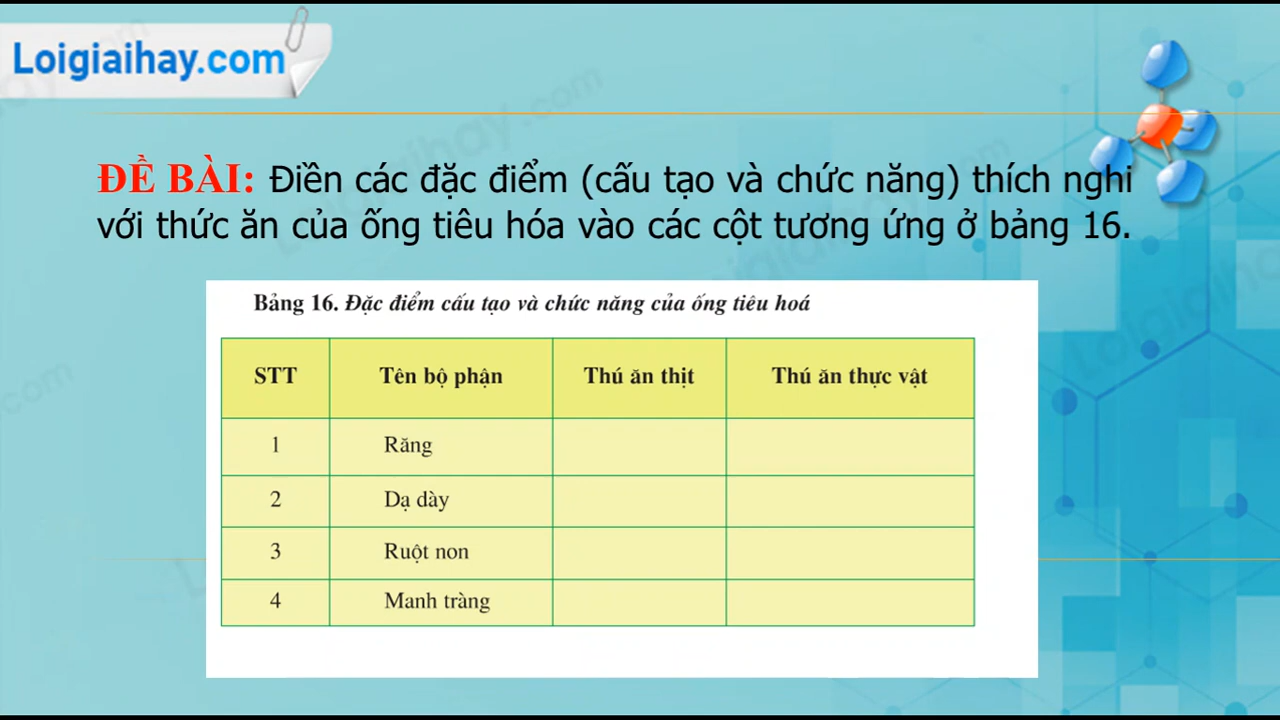 Loigiaihay.com
ĐỀ BÀI: Điền các đặc điểm (cấu tạo và chức năng) thích nghi
với thức ăn của ống tiêu hóa vào các cột tương ứng ở bảng 16.
Bảng 16. Đặc điểm cấu tạo và chức năng của ống tiêu hoá
STT Tên bộ phận Thú ăn thịt Thú ăn thực vật
1 Răng
2 Dạ dày
3 Ruột non
4 Manh tràng